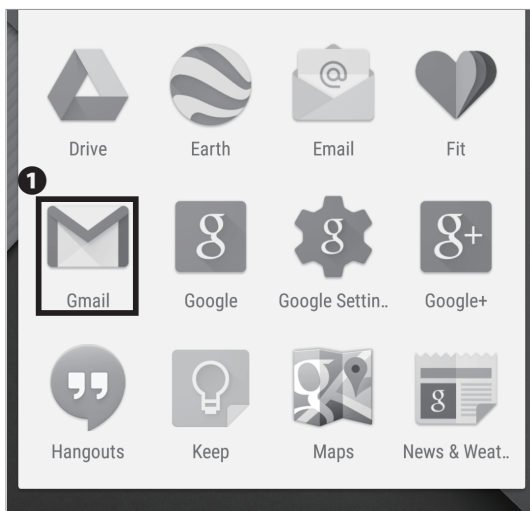 @
Drive Earth Email Fit
1
g g g+
Gmail Google Google Settin.. Google+
g g
Hangouts Keep Maps News & Weat..